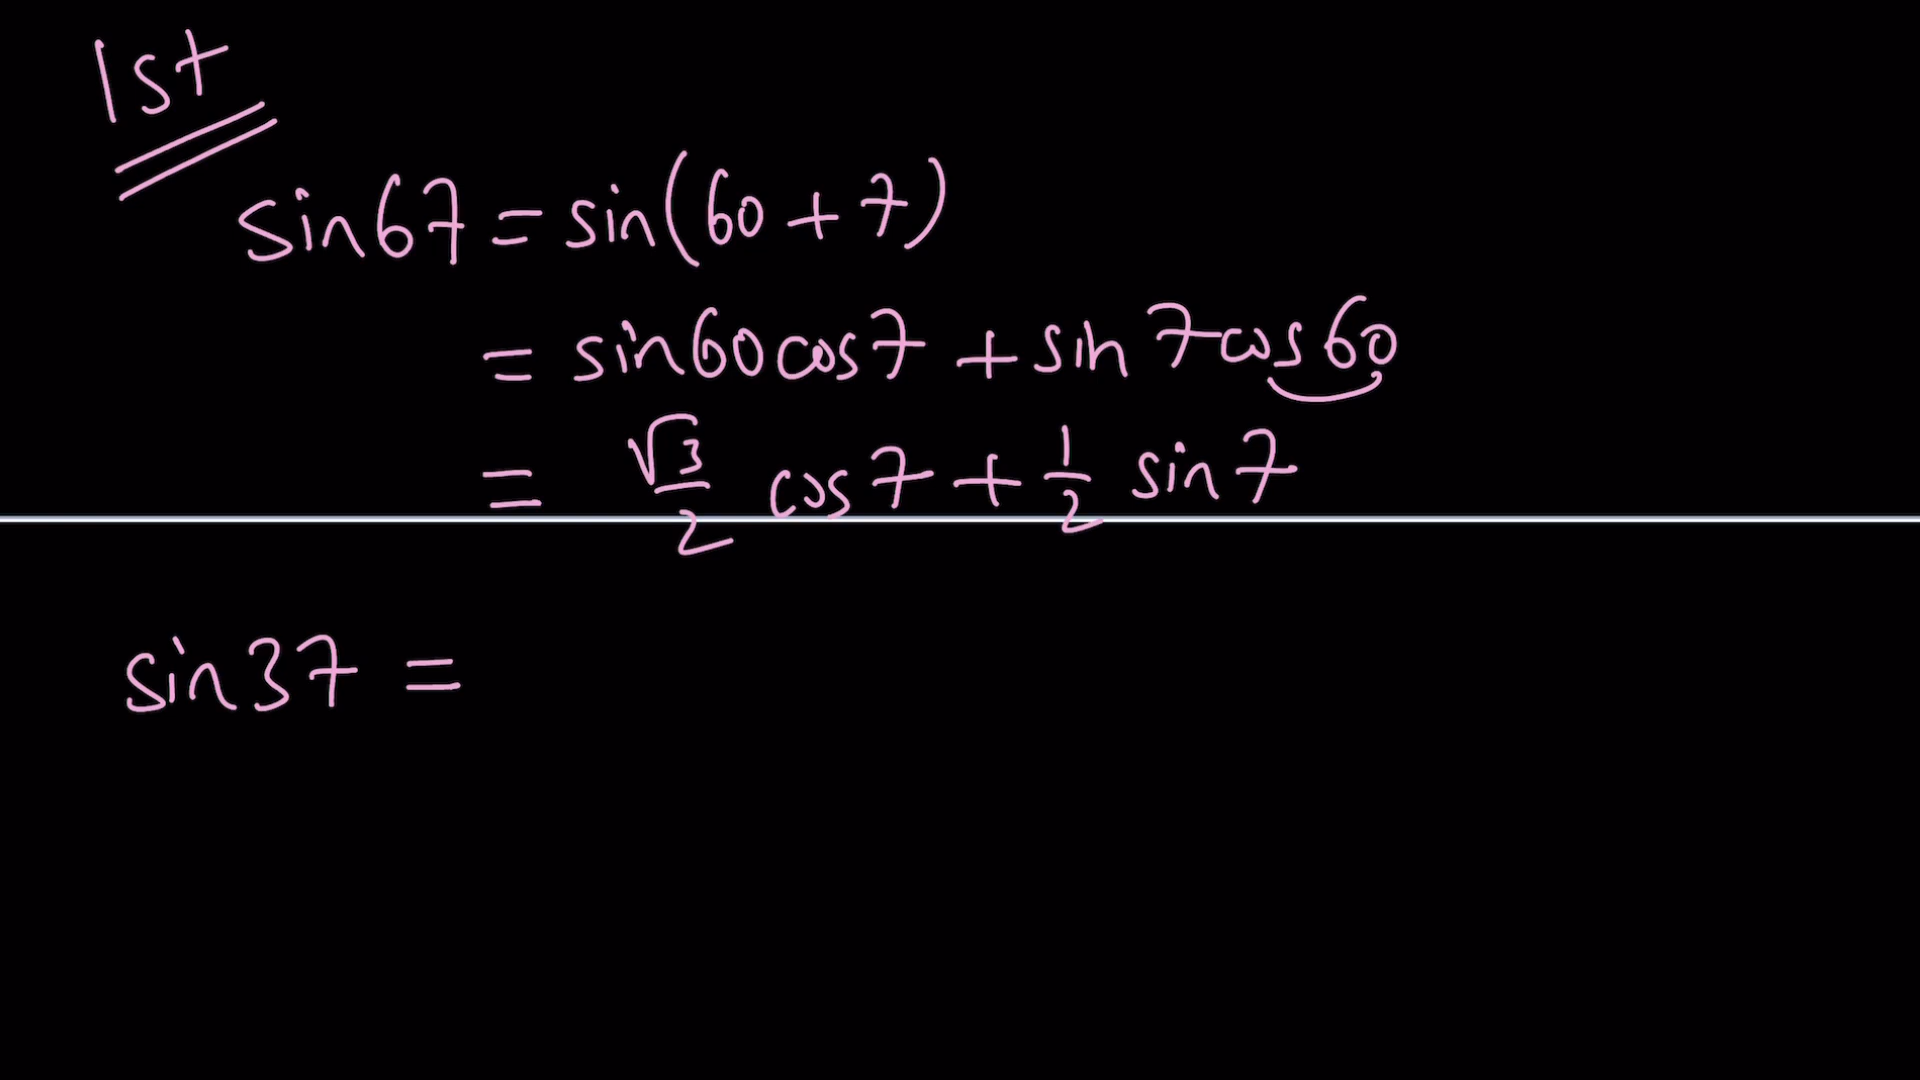 1st
sin67 = sin(60 + 7)
= sin60cos7 + sin7cos60
= √3/2 cos7 + 1/2 sin7
sin37 =